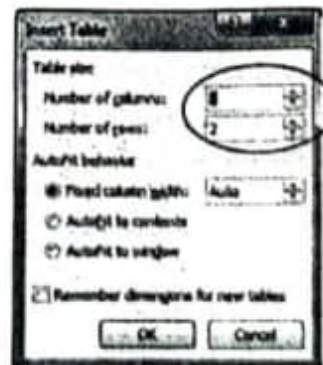 Insert Table
Table size
Number of columns:
Number of rows: 2
AutoFit behavior
Fixed column width: Auto
AutoFit to contents
AutoFit to window
Remember dimensions for new tables
OK Cancel